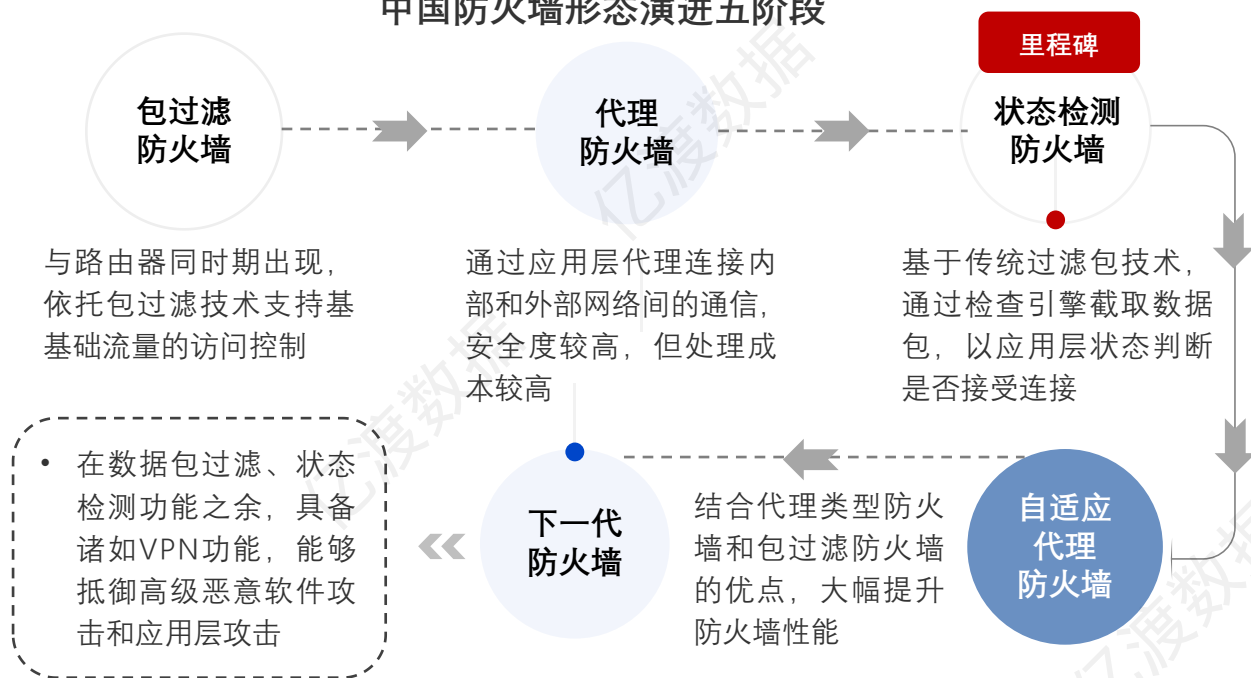 中国防火墙形态演进五阶段
里程碑
包过滤
防火墙
代理
防火墙
状态检测
防火墙
与路由器同时期出现，
依托包过滤技术支持基
基础流量的访问控制
通过应用层代理连接内
部和外部网络间的通信，
安全度较高，但处理成
本较高
基于传统过滤包技术，
通过检查引擎截取数据
包，以应用层状态判断
是否接受连接
自适应
代理
防火墙
结合代理类型防火
墙和包过滤防火墙
的优点，大幅提升
防火墙性能
下一代
防火墙
• 在数据包过滤、状态
检测功能之余，具备
诸如VPN功能，能够
抵御高级恶意软件攻
击和应用层攻击
亿渡数据
亿渡数据
亿渡数据